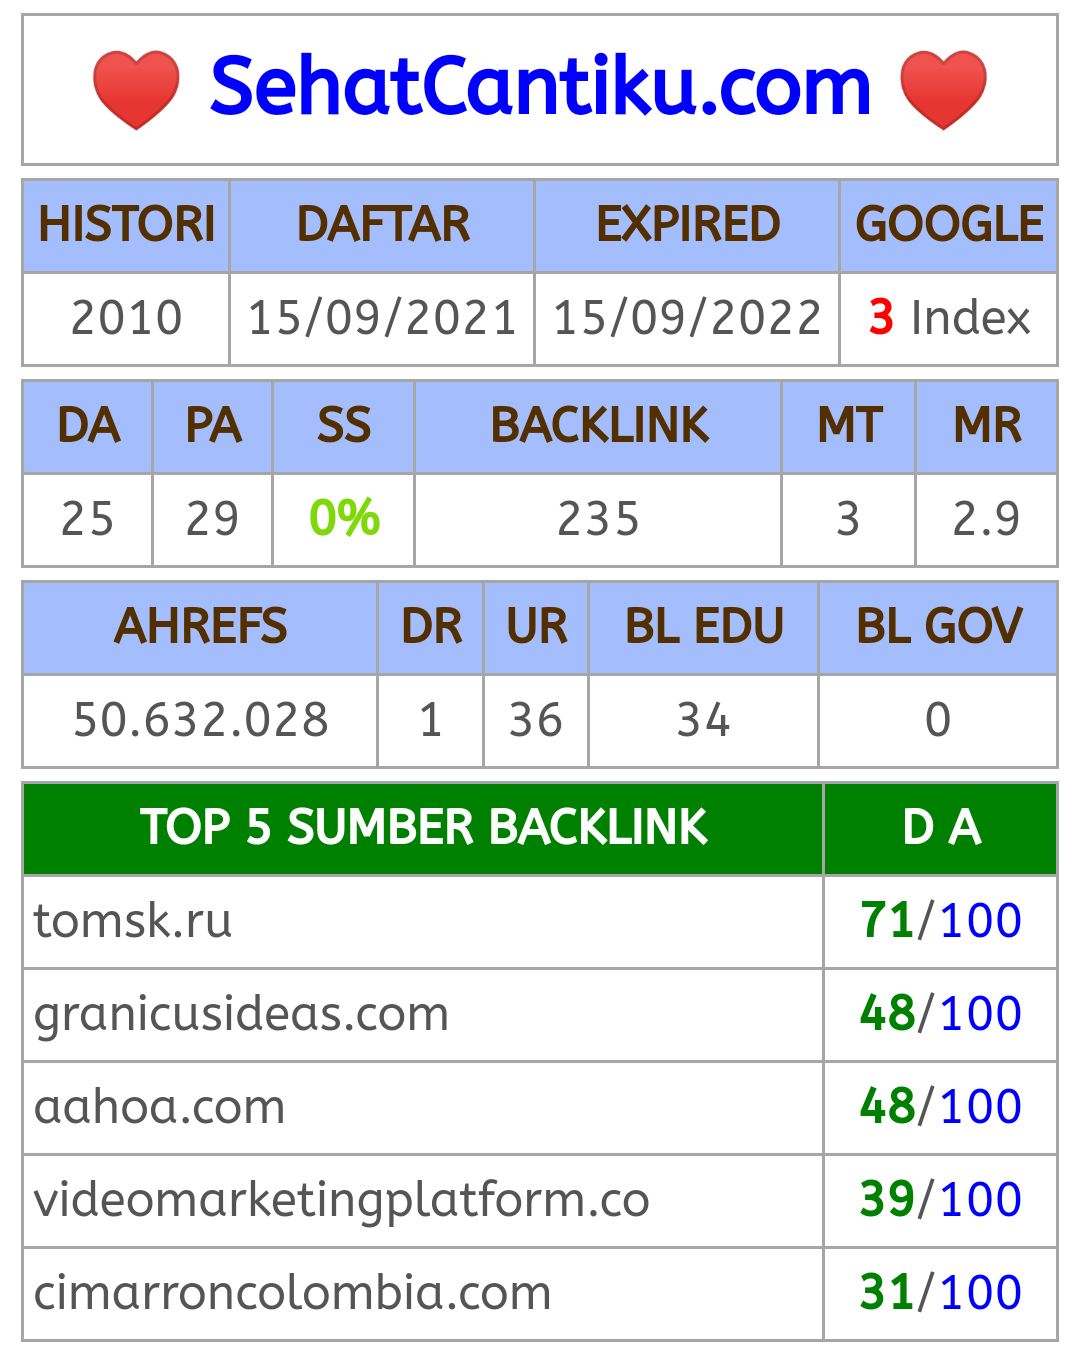 SehatCantiku.com
HISTORI DAFTAR EXPIRED GOOGLE
2010 15/09/2021 15/09/2022 3 Index
DA PA SS BACKLINK MT MR
25 29 0% 235 3 2.9
AHREFS DR UR BL EDU BL GOV
50.632.028 1 36 34 0
TOP 5 SUMBER BACKLINK D A
tomsk.ru 71/100
granicusideas.com 48/100
aahoa.com 48/100
videomarketingplatform.co 39/100
cimarroncolombia.com 31/100